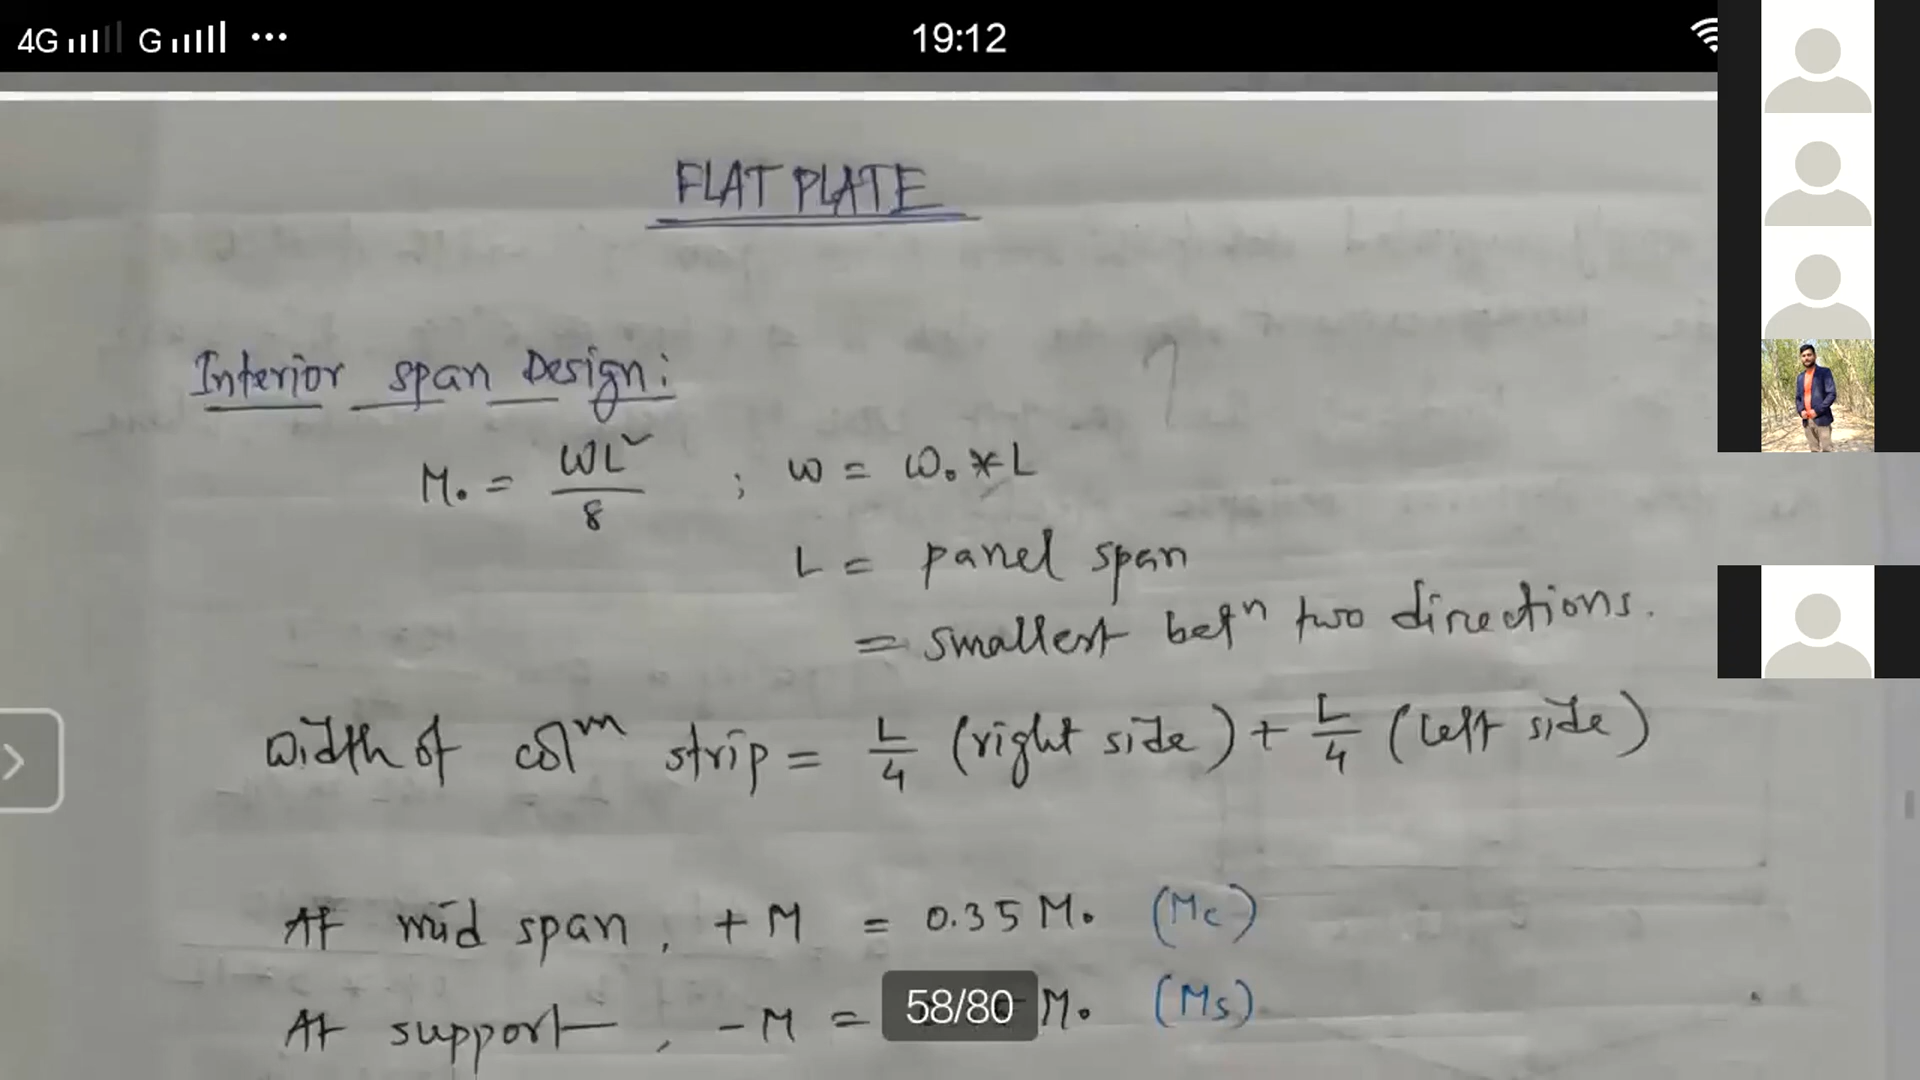 4G G ... 19:12
FLAT PLATE
Interior span Design:
M₀ = WL² / 8 ; w = w₀ * L
L = panel span
= smallest betⁿ two directions.
width of colᵐ strip = L/4 (right side) + L/4 (left side)
At mid span, +M = 0.35 M₀ (Mc)
At support, -M = M₀ (Ms)
58/80